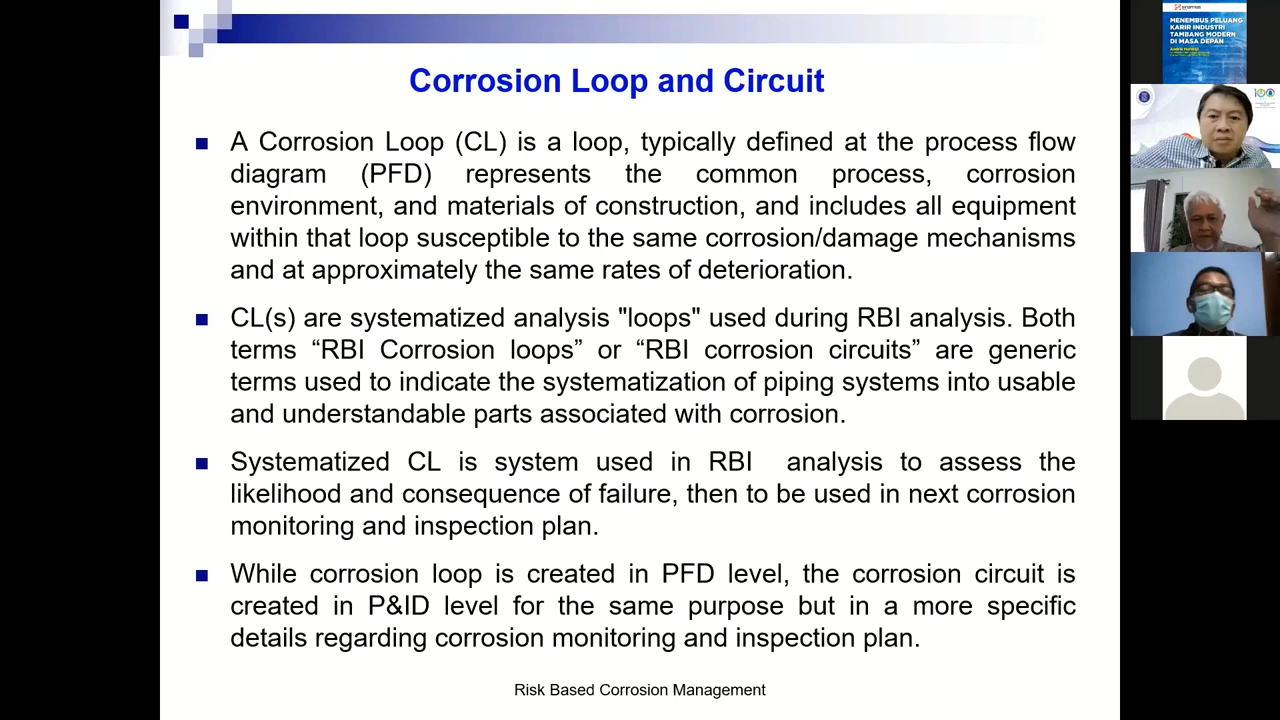 Corrosion Loop and Circuit
A Corrosion Loop (CL) is a loop, typically defined at the process flow
diagram (PFD) represents the common process, corrosion
environment, and materials of construction, and includes all equipment
within that loop susceptible to the same corrosion/damage mechanisms
and at approximately the same rates of deterioration.
CL(s) are systematized analysis "loops" used during RBI analysis. Both
terms “RBI Corrosion loops” or “RBI corrosion circuits” are generic
terms used to indicate the systematization of piping systems into usable
and understandable parts associated with corrosion.
Systematized CL is system used in RBI analysis to assess the
likelihood and consequence of failure, then to be used in next corrosion
monitoring and inspection plan.
While corrosion loop is created in PFD level, the corrosion circuit is
created in P&ID level for the same purpose but in a more specific
details regarding corrosion monitoring and inspection plan.
Risk Based Corrosion Management
MENEMBUS PELUANG
KARIR INDUSTRI
TAMBANG MODERN
DI MASA DEPAN